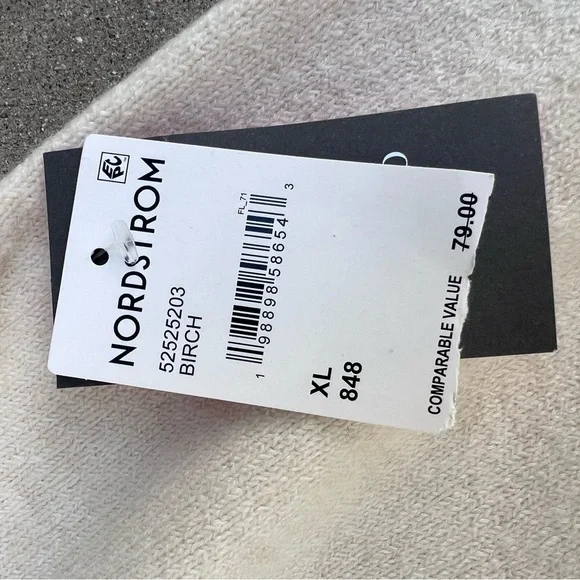 NORDSTROM
52525203
BIRCH
FL_71
1 98898 58654 3
XL
848
COMPARABLE VALUE 79.00